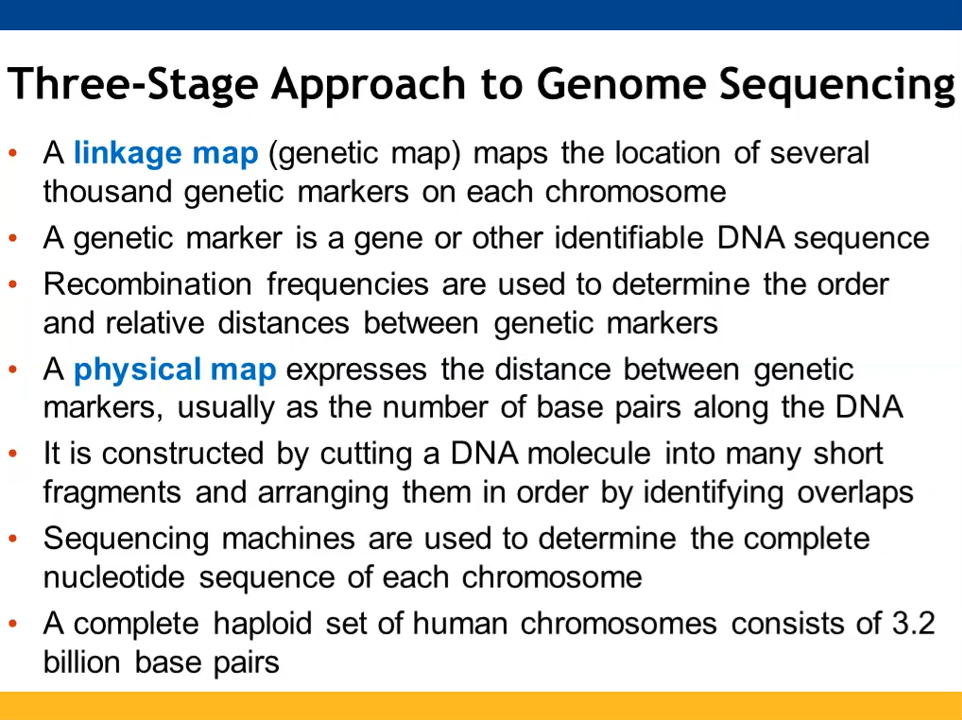 Three-Stage Approach to Genome Sequencing
• A linkage map (genetic map) maps the location of several
thousand genetic markers on each chromosome
• A genetic marker is a gene or other identifiable DNA sequence
• Recombination frequencies are used to determine the order
and relative distances between genetic markers
• A physical map expresses the distance between genetic
markers, usually as the number of base pairs along the DNA
• It is constructed by cutting a DNA molecule into many short
fragments and arranging them in order by identifying overlaps
• Sequencing machines are used to determine the complete
nucleotide sequence of each chromosome
• A complete haploid set of human chromosomes consists of 3.2
billion base pairs